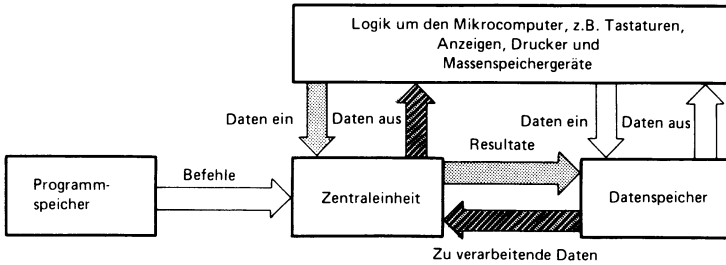 Logik um den Mikrocomputer, z.B. Tastaturen,
Anzeigen, Drucker und
Massenspeichergeräte
Daten ein
Daten aus
Daten ein
Daten aus
Resultate
Programm-
speicher
Befehle
Zentraleinheit
Datenspeicher
Zu verarbeitende Daten